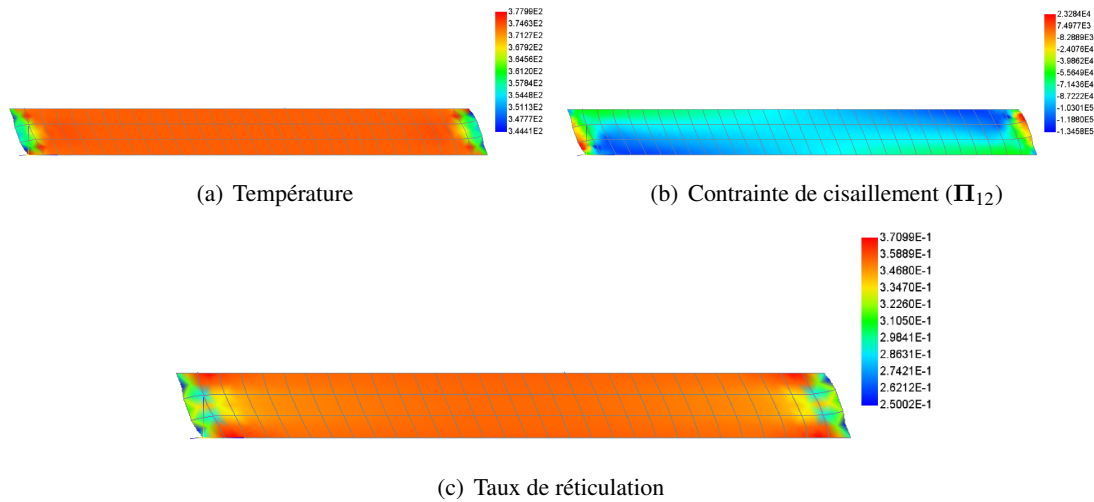 3.7799E2
3.7463E2
3.7127E2
3.6792E2
3.6456E2
3.6120E2
3.5784E2
3.5448E2
3.5113E2
3.4777E2
3.4441E2
2.3284E4
7.4977E3
-8.2889E3
-2.4076E4
-3.9862E4
-5.5649E4
-7.1436E4
-8.7222E4
-1.0301E5
-1.1880E5
-1.3458E5
(a) Température
(b) Contrainte de cisaillement (Π12)
3.7099E-1
3.5889E-1
3.4680E-1
3.3470E-1
3.2260E-1
3.1050E-1
2.9841E-1
2.8631E-1
2.7421E-1
2.6212E-1
2.5002E-1
(c) Taux de réticulation